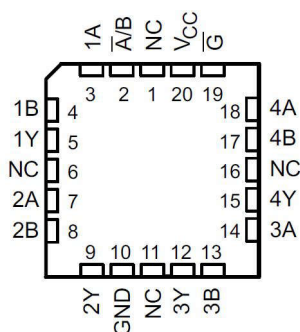 1A A̅/B NC VCC G̅
3 2 1 20 19
1B 4 18 4A
1Y 5 17 4B
NC 6 16 NC
2A 7 15 4Y
2B 8 14 3A
9 10 11 12 13
2Y GND NC 3Y 3B